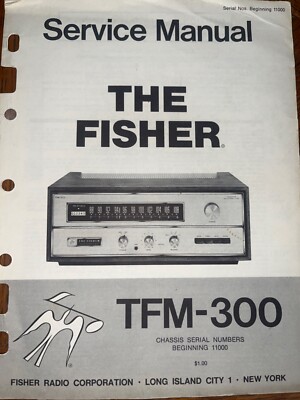 Serial Nos. Beginning 11000
Service Manual
THE
FISHER®
TFM-300
CHASSIS SERIAL NUMBERS
BEGINNING 11000
$1.00
®
FISHER RADIO CORPORATION · LONG ISLAND CITY 1 · NEW YORK